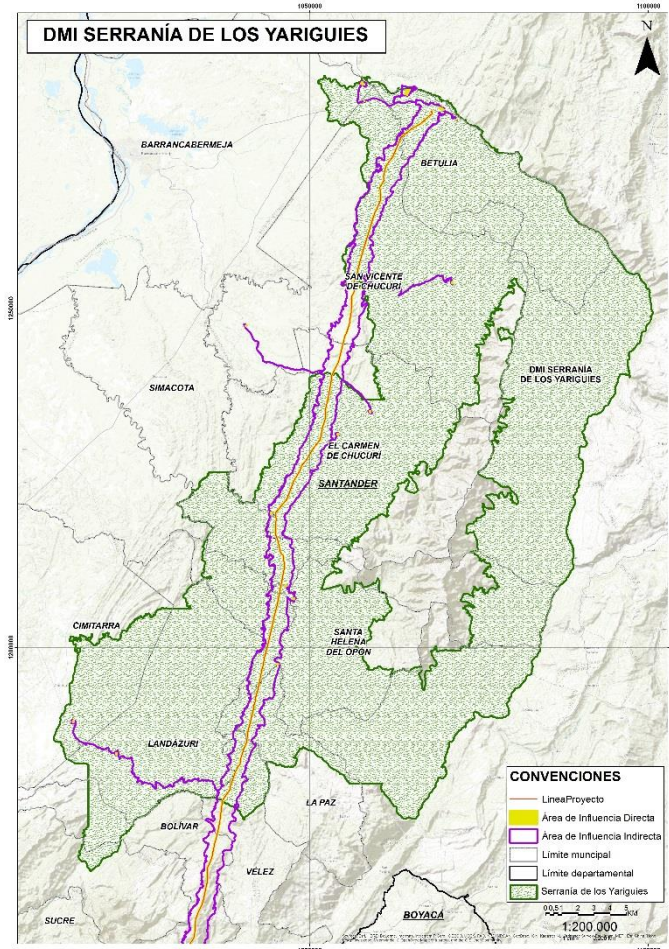 1050000
1100000
DMI SERRANÍA DE LOS YARIGUIES
N
BARRANCABERMEJA
BETULIA
SAN VICENTE
DE CHUCURÍ
1250000
DMI SERRANÍA
DE LOS YARIGUIES
SIMACOTA
EL CARMEN
DE CHUCURÍ
SANTANDER
CIMITARRA
SANTA
HELENA
DEL OPÓN
1200000
LANDÁZURI
LA PAZ
BOLÍVAR
VÉLEZ
SUCRE
BOYACÁ
CONVENCIONES
LineaProyecto
Área de Influencia Directa
Área de Influencia Indirecta
Límite muncipal
Límite departamental
Serranía de los Yariguies
0 0,5 1 2 3 4 5
KM
1:200.000